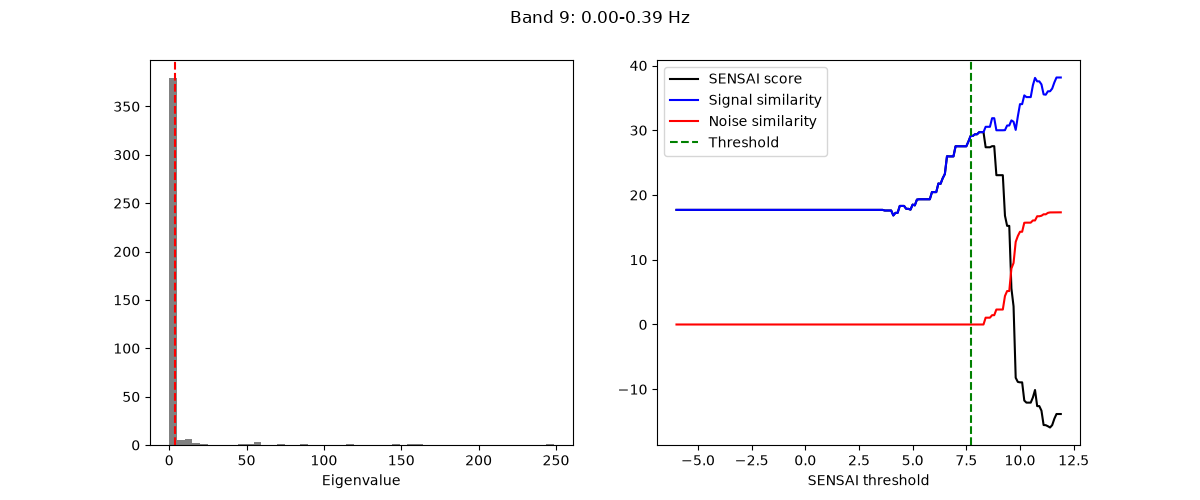 Band 9: 0.00-0.39 Hz
350
300
250
200
150
100
50
0
0 50 100 150 200 250
Eigenvalue
SENSAI score
Signal similarity
Noise similarity
Threshold
40
30
20
10
0
−10
−5.0 −2.5 0.0 2.5 5.0 7.5 10.0 12.5
SENSAI threshold